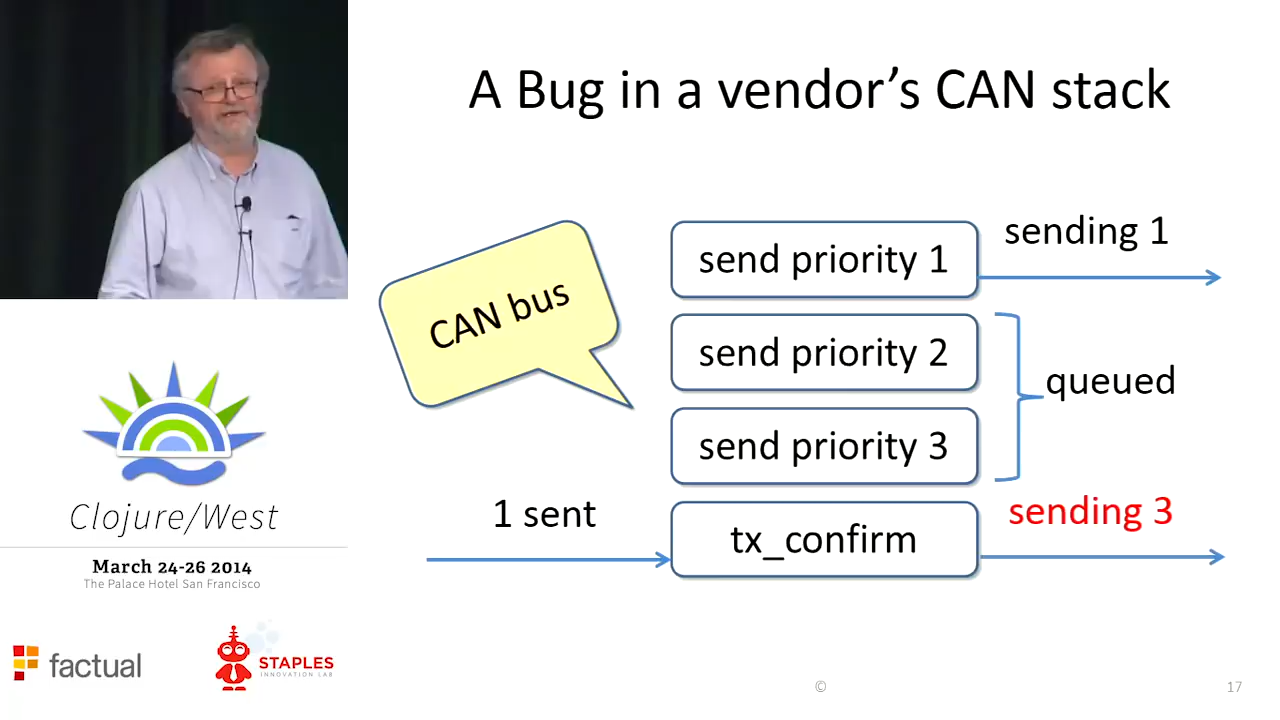 A Bug in a vendor's CAN stack
CAN bus
send priority 1
sending 1
send priority 2
send priority 3
queued
1 sent
tx_confirm
sending 3
Clojure/West
March 24-26 2014
The Palace Hotel San Francisco
factual
STAPLES
INNOVATION LAB
©
17